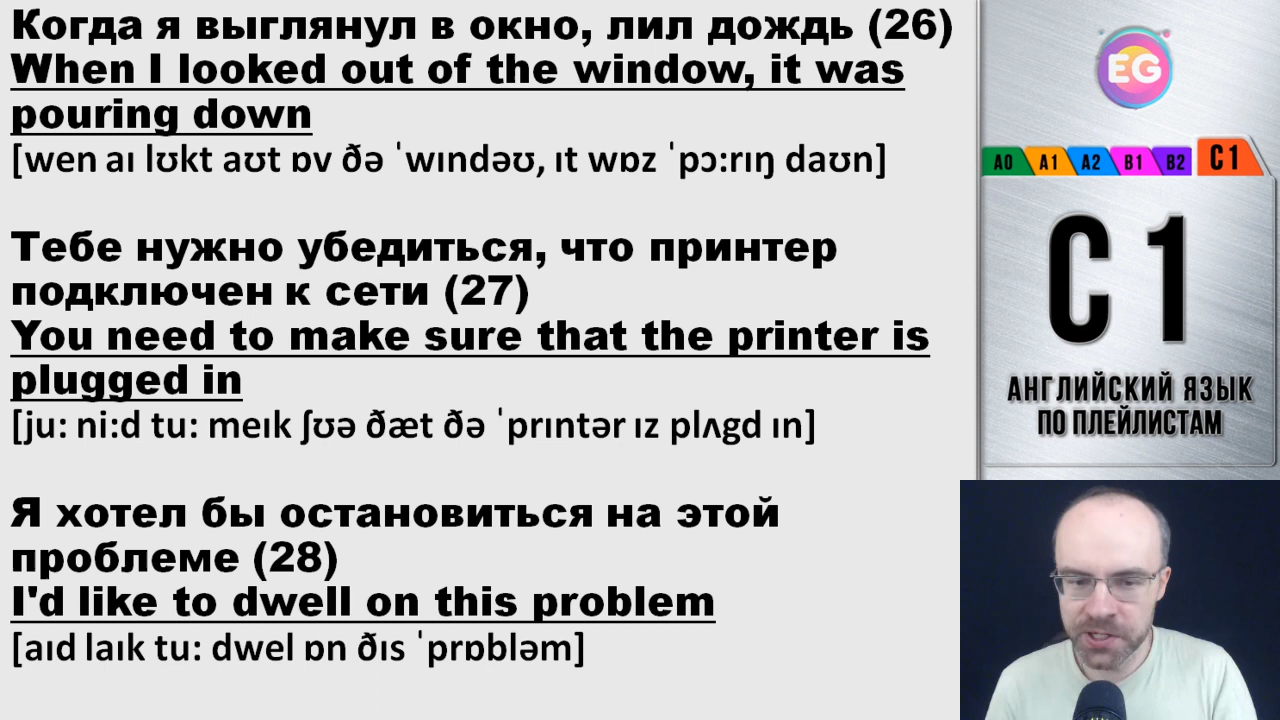 Когда я выглянул в окно, лил дождь (26)
When I looked out of the window, it was
pouring down
[wen aɪ lʊkt aʊt ɒv ðə ˈwɪndəʊ, ɪt wɒz ˈpɔːrɪŋ daʊn]
Тебе нужно убедиться, что принтер
подключен к сети (27)
You need to make sure that the printer is
plugged in
[juː niːd tuː meɪk ʃʊə ðæt ðə ˈprɪntər ɪz plʌgd ɪn]
Я хотел бы остановиться на этой
проблеме (28)
I'd like to dwell on this problem
[aɪd laɪk tuː dwel ɒn ðɪs ˈprɒbləm]
EG
A0 A1 A2 B1 B2 C1
C1
АНГЛИЙСКИЙ ЯЗЫК
ПО ПЛЕЙЛИСТАМ